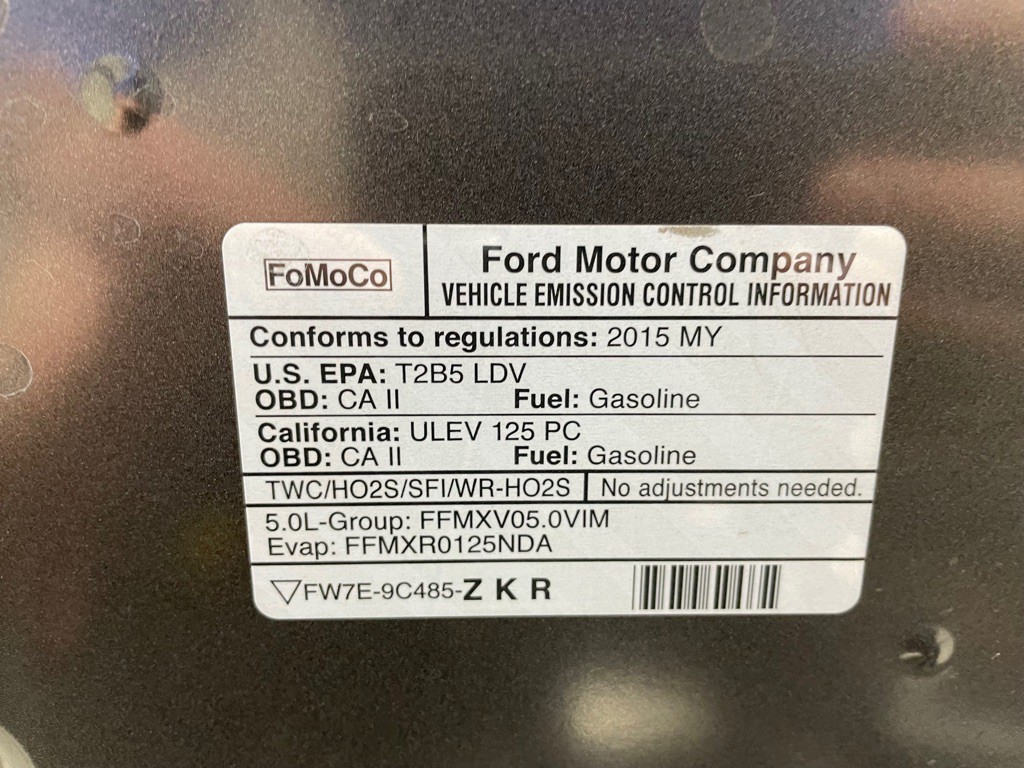 FoMoCo
Ford Motor Company
VEHICLE EMISSION CONTROL INFORMATION
Conforms to regulations: 2015 MY
U.S. EPA: T2B5 LDV
OBD: CA II Fuel: Gasoline
California: ULEV 125 PC
OBD: CA II Fuel: Gasoline
TWC/HO2S/SFI/WR-HO2S No adjustments needed.
5.0L-Group: FFMXV05.0VIM
Evap: FFMXR0125NDA
FW7E-9C485-Z K R